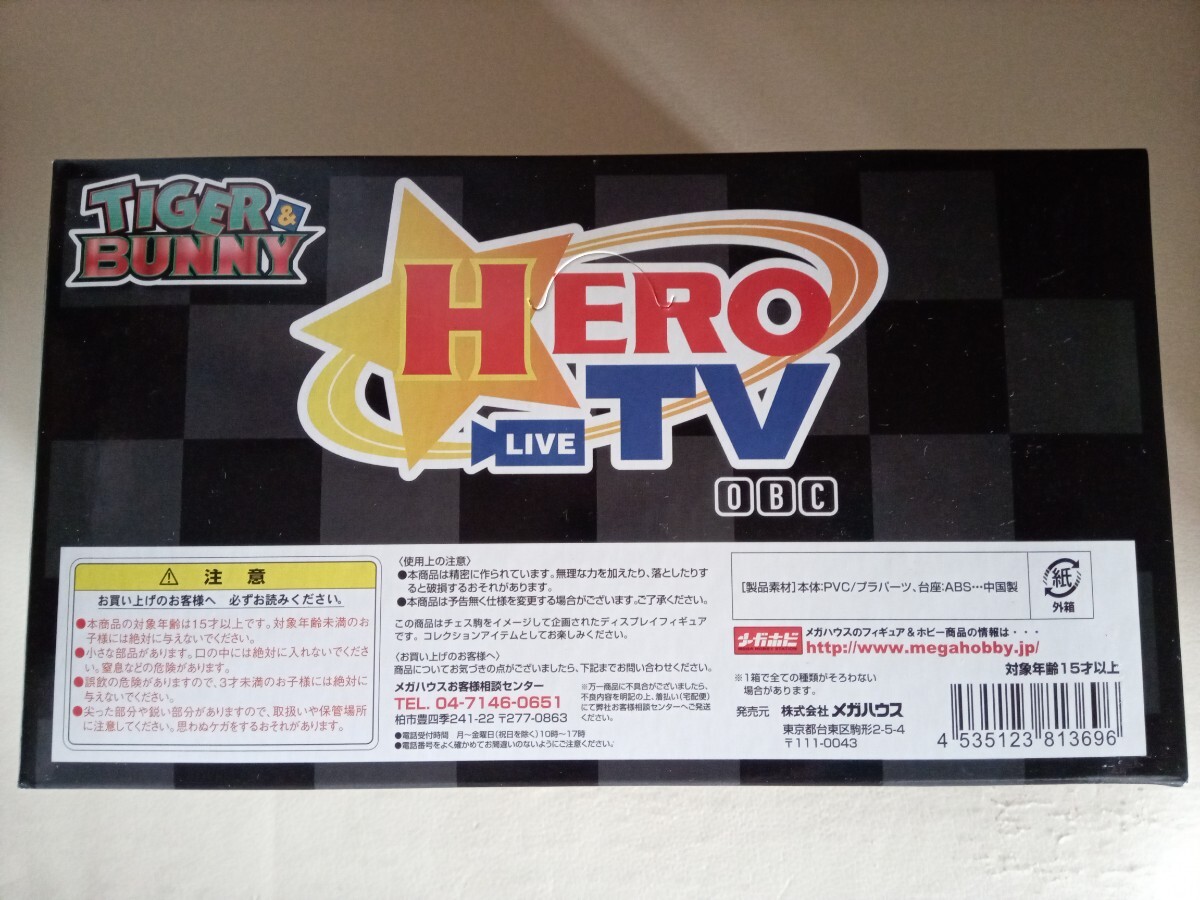 TIGER &
BUNNY
HERO
TV
LIVE
OBC
⚠ 注 意
お買い上げのお客様へ 必ずお読みください。
●本商品の対象年齢は15才以上です。対象年齢未満のお
子様には絶対に与えないでください。
●小さな部品があります。口の中には絶対に入れないでくださ
い。窒息などの危険があります。
●誤飲の危険がありますので、3才未満のお子様には絶対に
与えないでください。
●尖った部分や鋭い部分がありますので、取扱いや保管場所
に注意してください。思わぬケガをするおそれがあります。
〈使用上の注意〉
●本商品は精密に作られています。無理な力を加えたり、落としたりす
ると破損するおそれがあります。
●本商品は予告無く仕様を変更する場合がございます。ご了承ください。
この商品はチェス駒をイメージして企画されたディスプレイフィギュア
です。コレクションアイテムとしてお楽しみください。
〈お買い上げのお客様へ〉
商品についてお気づきの点がございましたら、下記までお問い合わせください。
メガハウスお客様相談センター
TEL. 04-7146-0651
柏市豊四季241-22 〒277-0863
●電話受付時間 月〜金曜日(祝日を除く)10時〜17時
●電話番号をよく確かめてお間違いのないようにご注意ください。
※万一商品に不具合がございましたら、
不良内容を明記の上、着払い(宅配便)
にて弊社お客様相談センターへご発送
ください。
[製品素材]本体:PVC/プラパーツ、台座:ABS…中国製
紙
外箱
メガホビ
メガハウスのフィギュア&ホビー商品の情報は・・・
http://www.megahobby.jp/
対象年齢15才以上
※1箱で全ての種類がそろわない
場合があります。
発売元 株式会社 メガハウス
東京都台東区駒形2-5-4
〒111-0043
4 535123 813696